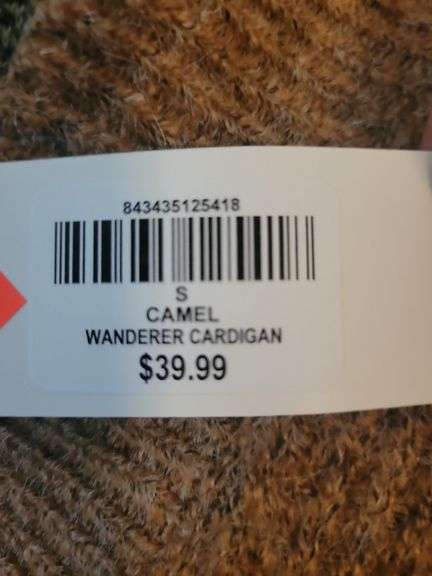 843435125418
S
CAMEL
WANDERER CARDIGAN
$39.99